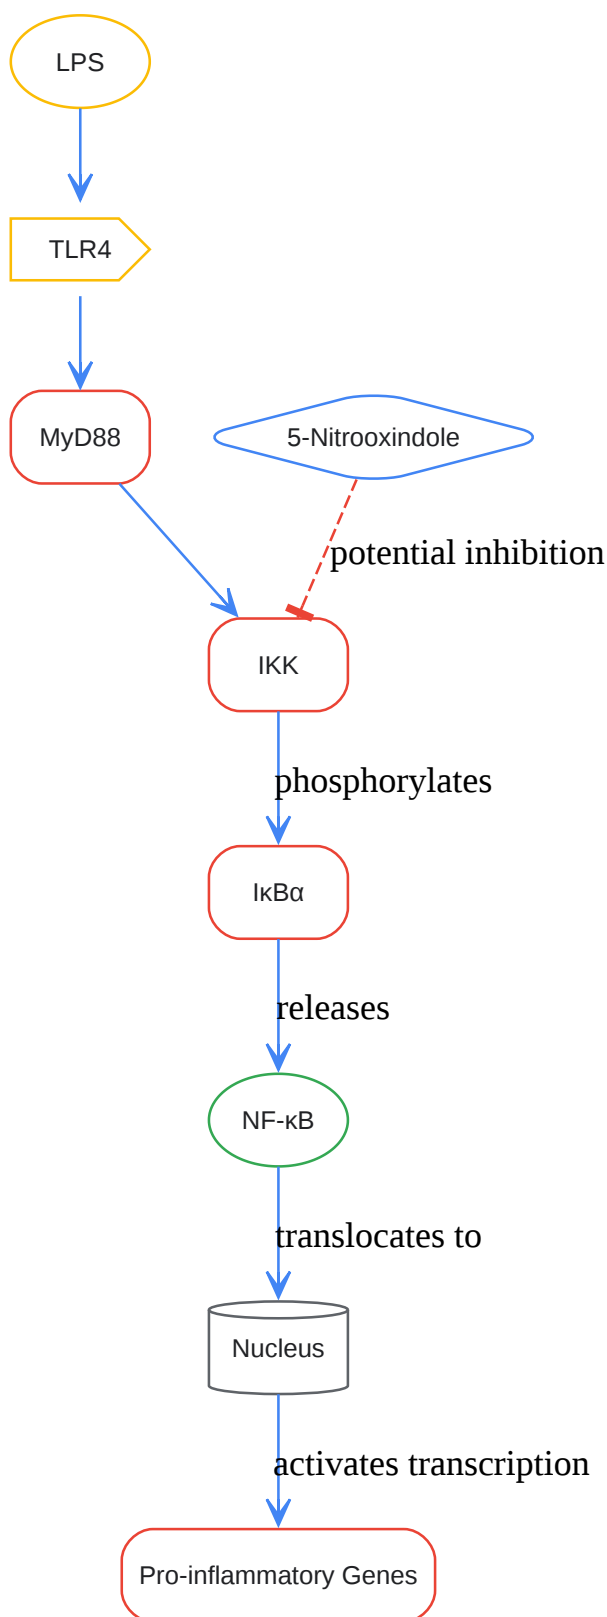 LPS
TLR4
MyD88
5-Nitrooxindole
potential inhibition
IKK
phosphorylates
IκBα
releases
NF-κB
translocates to
Nucleus
activates transcription
Pro-inflammatory Genes